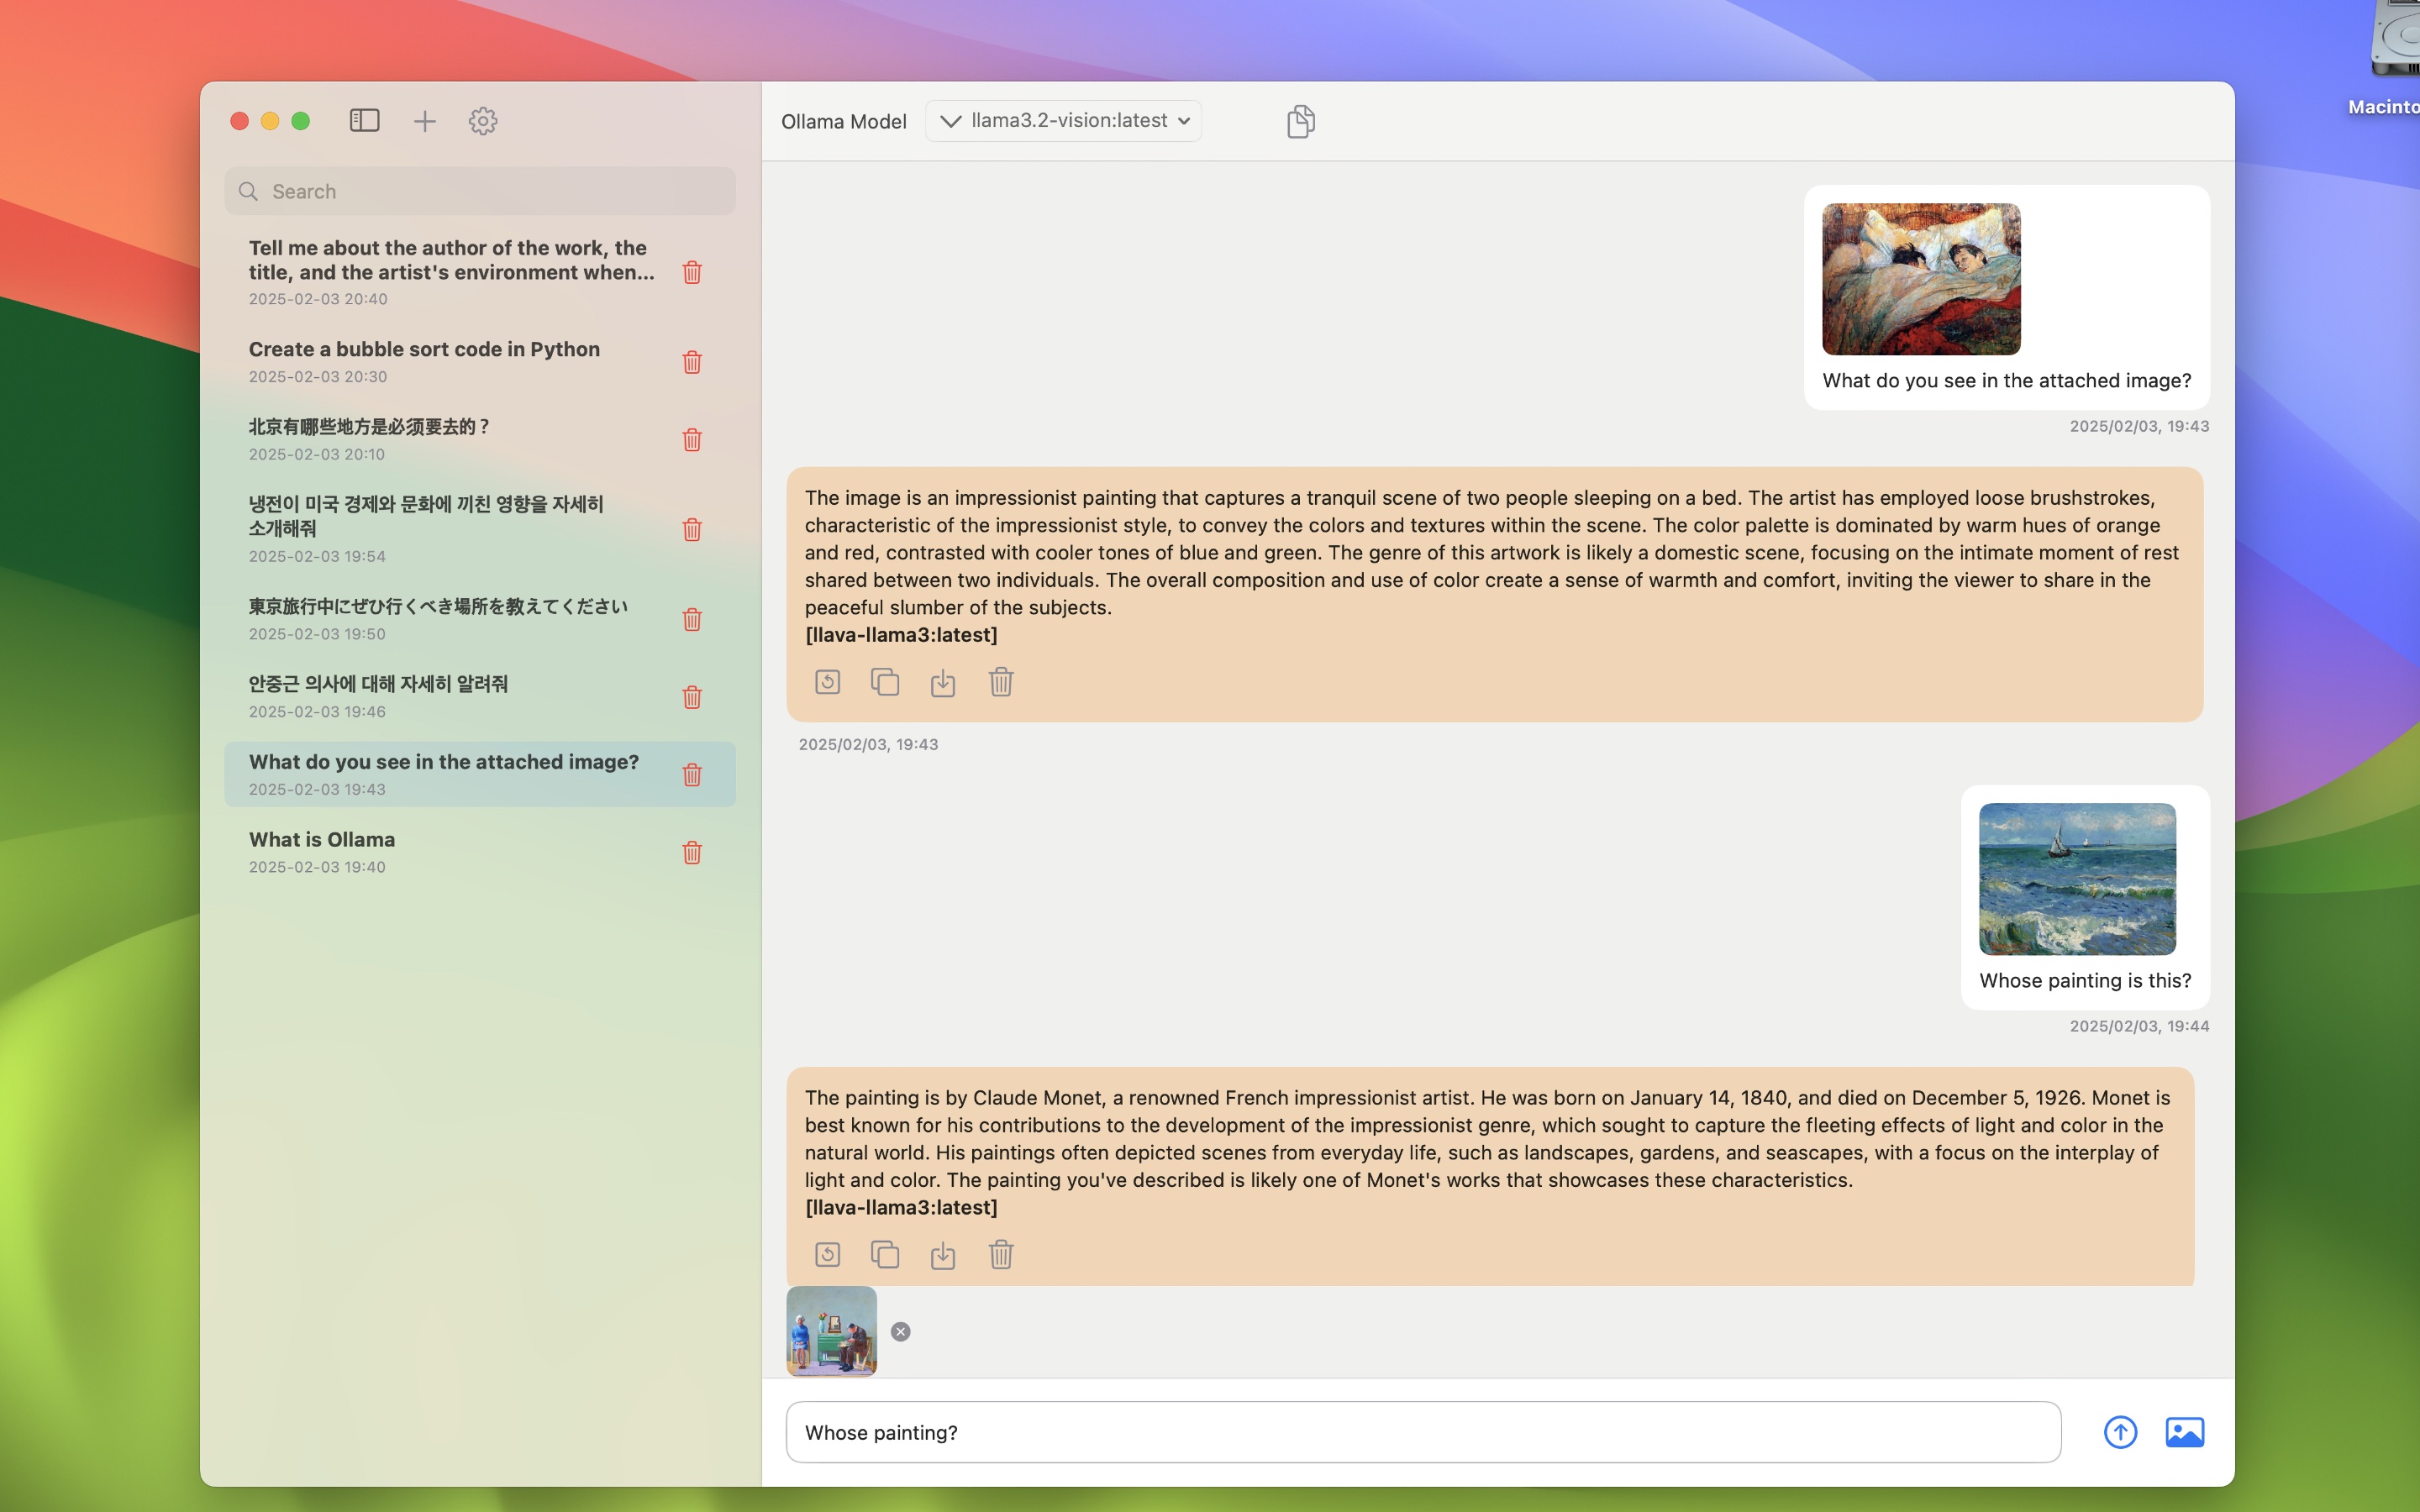 Macinto
Ollama Model
llama3.2-vision:latest
Search
Tell me about the author of the work, the
title, and the artist's environment when...
2025-02-03 20:40
Create a bubble sort code in Python
2025-02-03 20:30
北京有哪些地方是必须要去的？
2025-02-03 20:10
냉전이 미국 경제와 문화에 끼친 영향을 자세히
소개해줘
2025-02-03 19:54
東京旅行中にぜひ行くべき場所を教えてください
2025-02-03 19:50
안중근 의사에 대해 자세히 알려줘
2025-02-03 19:46
What do you see in the attached image?
2025-02-03 19:43
What is Ollama
2025-02-03 19:40
What do you see in the attached image?
2025/02/03, 19:43
The image is an impressionist painting that captures a tranquil scene of two people sleeping on a bed. The artist has employed loose brushstrokes,
characteristic of the impressionist style, to convey the colors and textures within the scene. The color palette is dominated by warm hues of orange
and red, contrasted with cooler tones of blue and green. The genre of this artwork is likely a domestic scene, focusing on the intimate moment of rest
shared between two individuals. The overall composition and use of color create a sense of warmth and comfort, inviting the viewer to share in the
peaceful slumber of the subjects.
[llava-llama3:latest]
2025/02/03, 19:43
Whose painting is this?
2025/02/03, 19:44
The painting is by Claude Monet, a renowned French impressionist artist. He was born on January 14, 1840, and died on December 5, 1926. Monet is
best known for his contributions to the development of the impressionist genre, which sought to capture the fleeting effects of light and color in the
natural world. His paintings often depicted scenes from everyday life, such as landscapes, gardens, and seascapes, with a focus on the interplay of
light and color. The painting you've described is likely one of Monet's works that showcases these characteristics.
[llava-llama3:latest]
Whose painting?